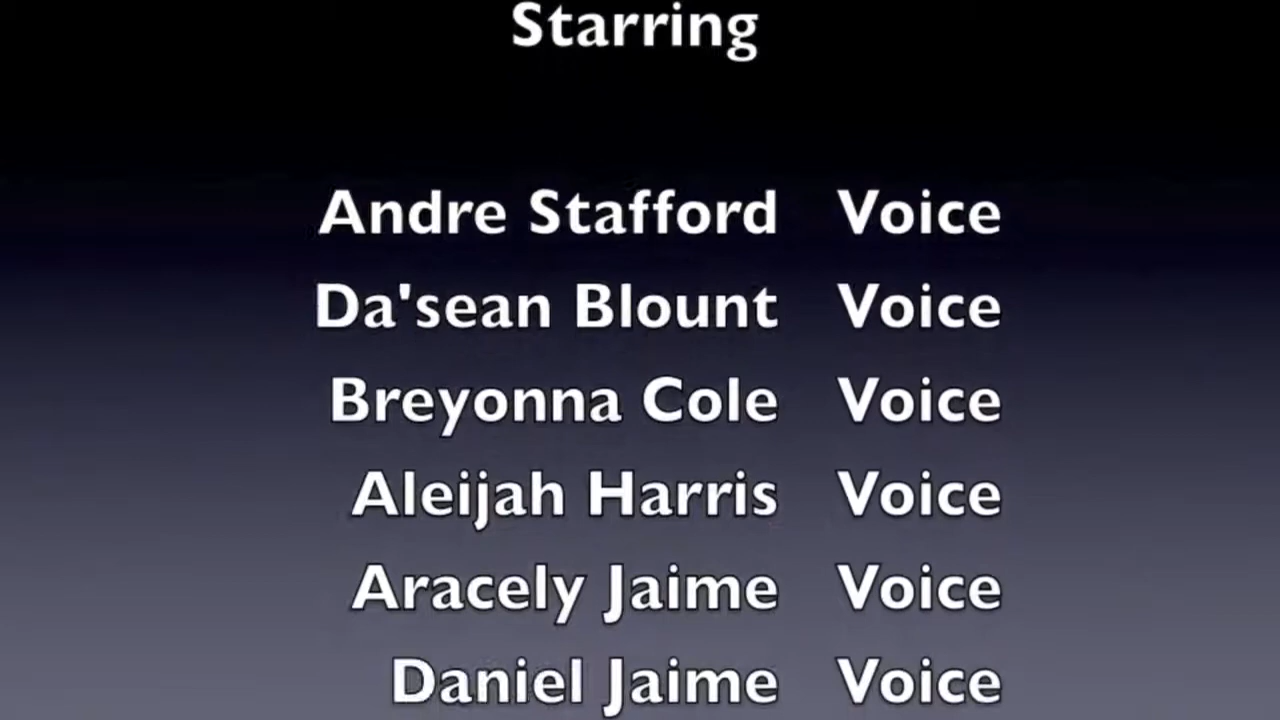 Starring
Andre Stafford Voice
Da'sean Blount Voice
Breyonna Cole Voice
Aleijah Harris Voice
Aracely Jaime Voice
Daniel Jaime Voice